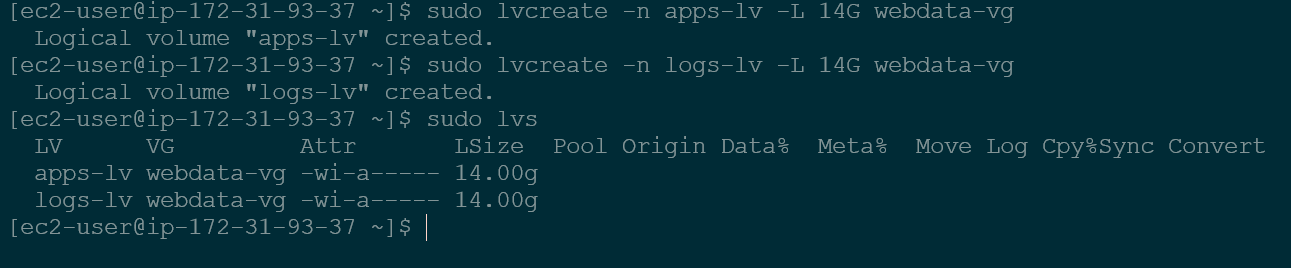 [ec2-user@ip-172-31-93-37 ~]$ sudo lvcreate -n apps-lv -L 14G webdata-vg
  Logical volume "apps-lv" created.
[ec2-user@ip-172-31-93-37 ~]$ sudo lvcreate -n logs-lv -L 14G webdata-vg
  Logical volume "logs-lv" created.
[ec2-user@ip-172-31-93-37 ~]$ sudo lvs
  LV      VG         Attr       LSize  Pool Origin Data%  Meta%  Move Log Cpy%Sync Convert
  apps-lv webdata-vg -wi-a----- 14.00g
  logs-lv webdata-vg -wi-a----- 14.00g
[ec2-user@ip-172-31-93-37 ~]$